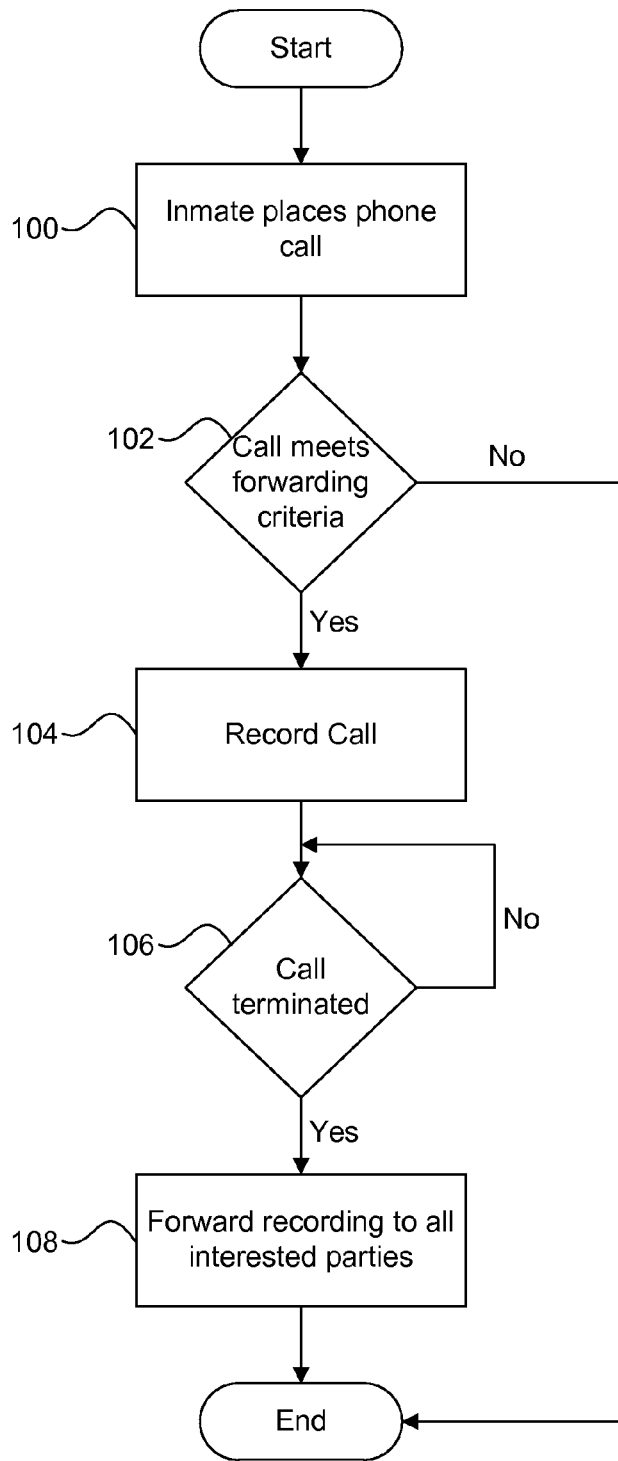 Start
100
Inmate places phone
call
102
Call meets
forwarding
criteria
No
Yes
104
Record Call
106
Call
terminated
No
Yes
108
Forward recording to all
interested parties
End